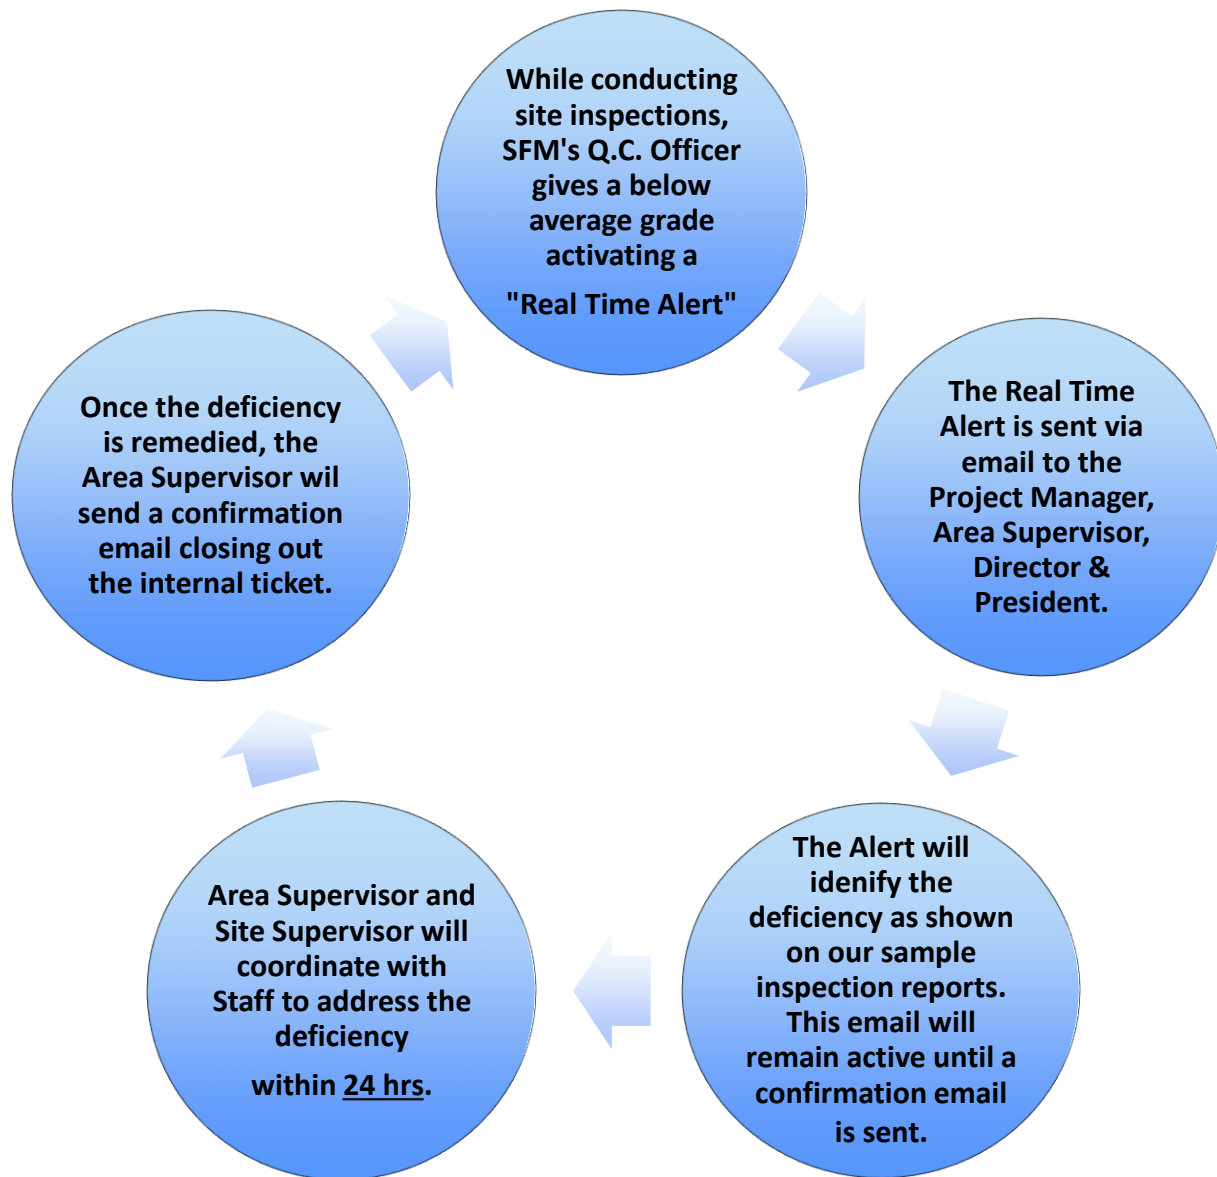 While conducting
site inspections,
SFM's Q.C. Officer
gives a below
average grade
activating a
"Real Time Alert"
The Real Time
Alert is sent via
email to the
Project Manager,
Area Supervisor,
Director &
President.
The Alert will
idenify the
deficiency as shown
on our sample
inspection reports.
This email will
remain active until a
confirmation email
is sent.
Area Supervisor and
Site Supervisor will
coordinate with
Staff to address the
deficiency
within 24 hrs.
Once the deficiency
is remedied, the
Area Supervisor wil
send a confirmation
email closing out
the internal ticket.